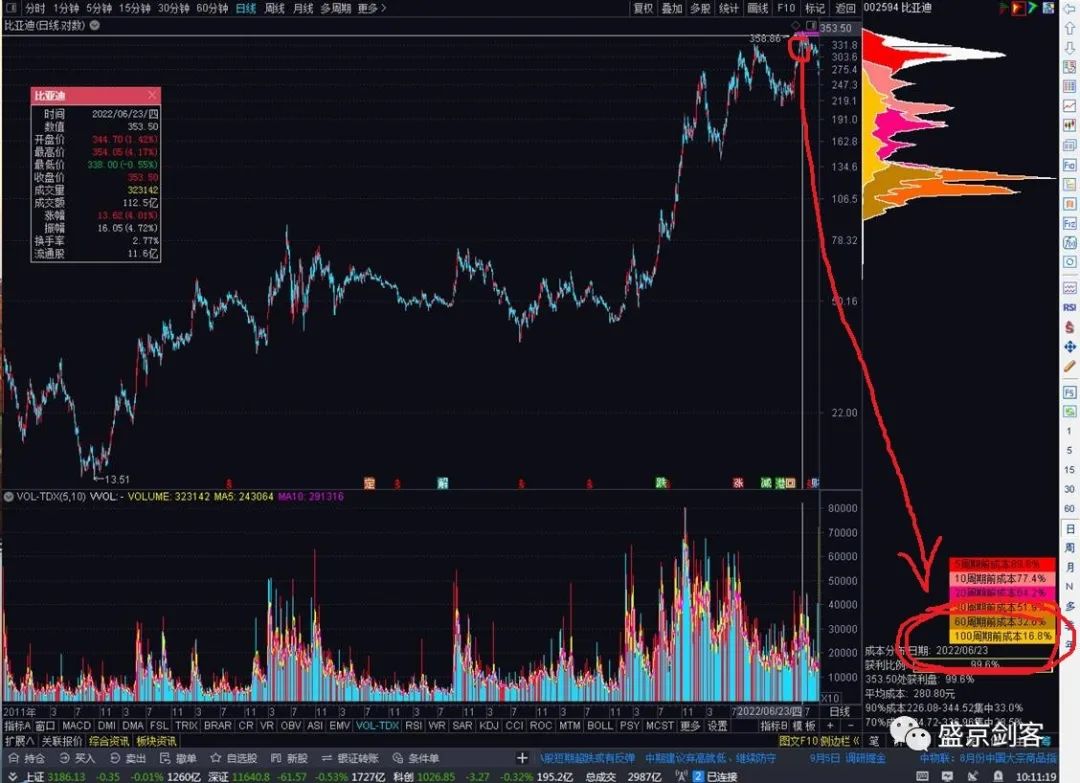 分时 1分钟 5分钟 15分钟 30分钟 60分钟 日线 周线 月线 多周期 更多>
复权 叠加 多股 统计 画线 F10 标记 返回
002594 比亚迪
比亚迪(日线.对数)
353.50
358.86
331.8
303.6
275.4
247.3
219.1
191.0
162.8
134.6
106.5
78.32
50.16
22.00
比亚迪
时间 2022/06/23/四
数值 353.50
开盘价 344.70(1.42%)
最高价 354.05(4.17%)
最低价 338.00(-0.55%)
收盘价 353.50
成交量 323142
成交额 112.5亿
涨幅 13.62(4.01%)
振幅 16.05(4.72%)
换手率 2.77%
流通股 11.6亿
←13.51
定 解 跌 涨 减
VOL-TDX(5,10) VVOL: - VOLUME: 323142 MA5: 243064 MA10: 291316
80000
70000
60000
50000
40000
30000
20000
10000
X10
5周期前成本89.8%
10周期前成本77.4%
20周期前成本64.2%
30周期前成本51.9%
60周期前成本32.6%
100周期前成本16.8%
成本分布日期: 2022/06/23
获利比例 99.6%
353.50处获利盘: 99.6%
平均成本: 280.80元
90%成本226.08-344.52集中33.0%
2011年 3 7 11 3 7 11 3 7 11 3 7 11 3 7 11 3 7 11 3 7 11 3 7 11 3 7 11 3 7 2022/06/23四 日线
指标A 窗口 MACD DMI DMA FSL TRIX BRAR CR VR OBV ASI EMV VOL-TDX RSI WR SAR KDJ CCI ROC MTM BOLL PSY MCST 更多 设置 指标B 模板 + -
扩展∧ 关联报价 综合资讯 板块资讯 图文F10 侧边栏《 笔
盛京剑客
持仓 买入 卖出 撤单 自选股 新股 银证转账 条件单
股短期超跌或有反弹 中期建议弃高就低、继续防守 9月5日 调研掘金 中物联: 8月份中国大宗商品指
上证 3186.13 -0.35 -0.01% 1260亿 深证 11640.8 -61.57 -0.53% 1727亿 科创 1026.85 -3.27 -0.32% 195.2亿 总成交 2987亿 2 已连接 10:11:19
RSI
F10
1
5
15
30
60
日
周
月
N
多